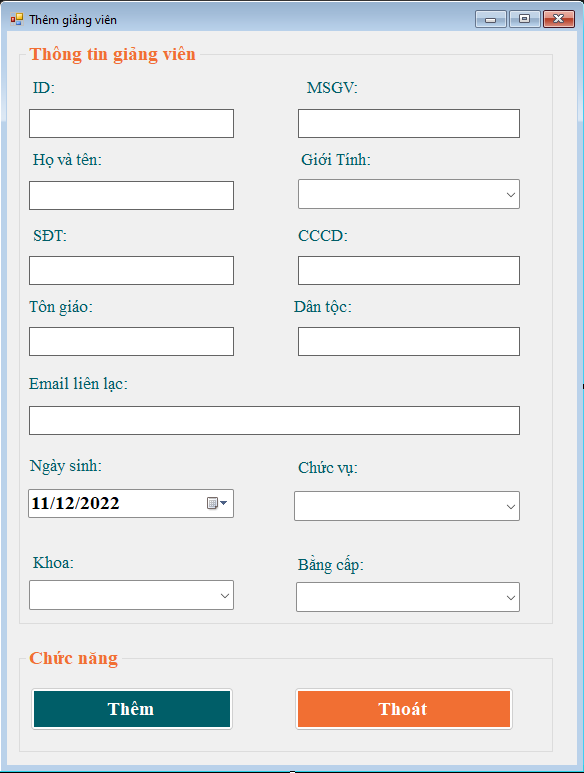 Thêm giảng viên
Thông tin giảng viên
ID: MSGV:
Họ và tên: Giới Tính:
SĐT: CCCD:
Tôn giáo: Dân tộc:
Email liên lạc:
Ngày sinh: Chức vụ:
11/12/2022
Khoa: Bằng cấp:
Chức năng
Thêm Thoát